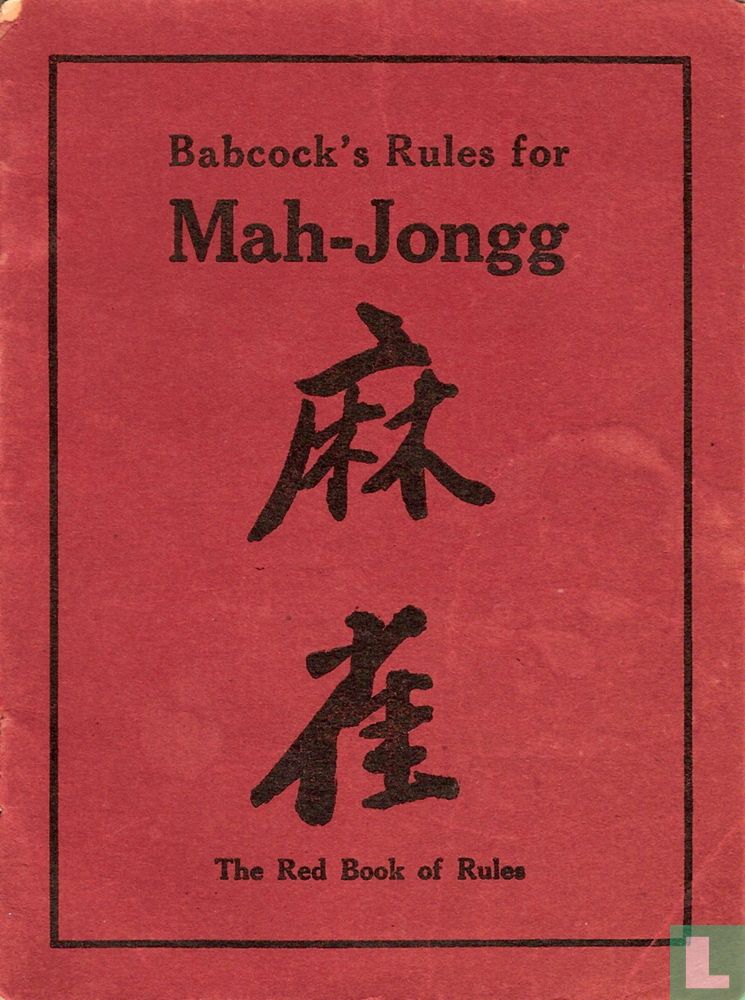 Babcock's Rules for
Mah-Jongg
麻
雀
The Red Book of Rules
L